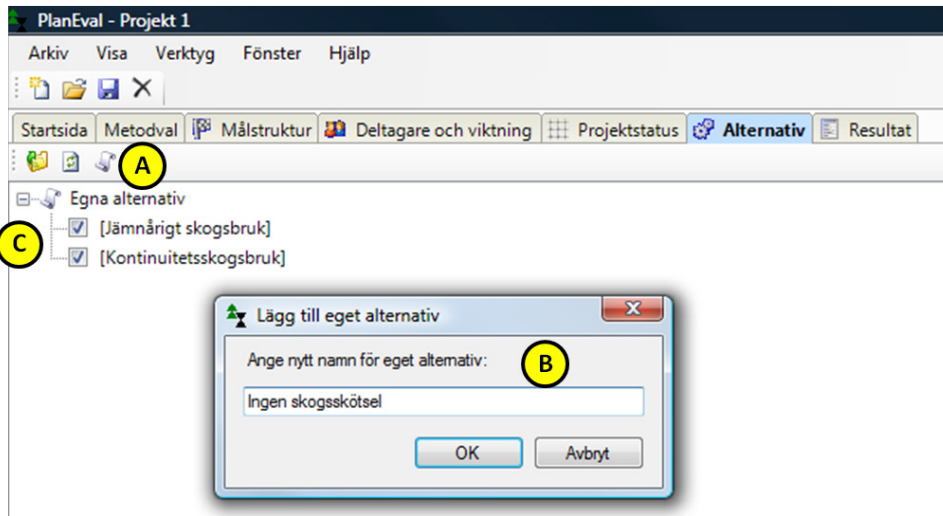 PlanEval - Projekt 1
Arkiv Visa Verktyg Fönster Hjälp
Startsida Metodval Målstruktur Deltagare och viktning Projektstatus Alternativ Resultat
A
Egna alternativ
[Jämnårigt skogsbruk]
C
[Kontinuitetsskogsbruk]
Lägg till eget alternativ
Ange nytt namn för eget alternativ:
B
Ingen skogsskötsel
OK Avbryt